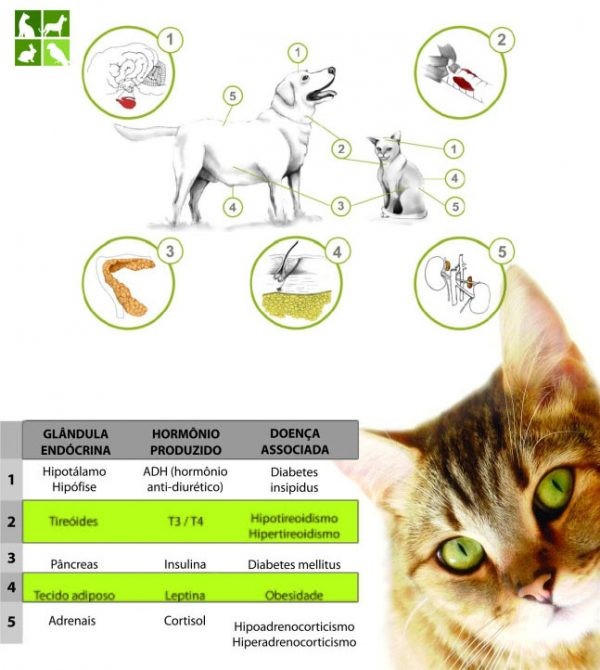 1
2
1
5
2
1
4
3
4
5
3
4
5
GLÂNDULA ENDÓCRINA
HORMÔNIO PRODUZIDO
DOENÇA ASSOCIADA
1
Hipotálamo
Hipófise
ADH (hormônio
anti-diurético)
Diabetes
insipidus
2
Tireóides
T3 / T4
Hipotireoidismo
Hipertireoidismo
3
Pâncreas
Insulina
Diabetes mellitus
4
Tecido adiposo
Leptina
Obesidade
5
Adrenais
Cortisol
Hipoadrenocorticismo
Hiperadrenocorticismo